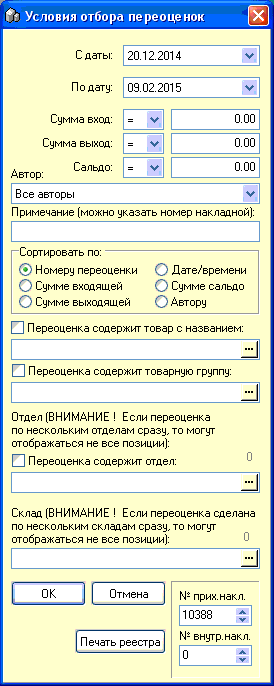 Условия отбора переоценок
С даты: 20.12.2014
По дату: 09.02.2015
Сумма вход: = 0.00
Сумма выход: = 0.00
Сальдо: = 0.00
Автор:
Все авторы
Примечание (можно указать номер накладной):
Сортировать по:
Номеру переоценки Дате/времени
Сумме входящей Сумме сальдо
Сумме выходящей Автору
Переоценка содержит товар с названием:
...
Переоценка содержит товарную группу:
...
Отдел (ВНИМАНИЕ ! Если переоценка
по нескольким отделам сразу, то могут
отображаться не все позиции):
Переоценка содержит отдел: 0
...
Склад (ВНИМАНИЕ ! Если переоценка сделана
по нескольким складам сразу, то могут
отображаться не все позиции): 0
...
OK Отмена
№ прих.накл.
10388
Печать реестра
№ внутр.накл.
0